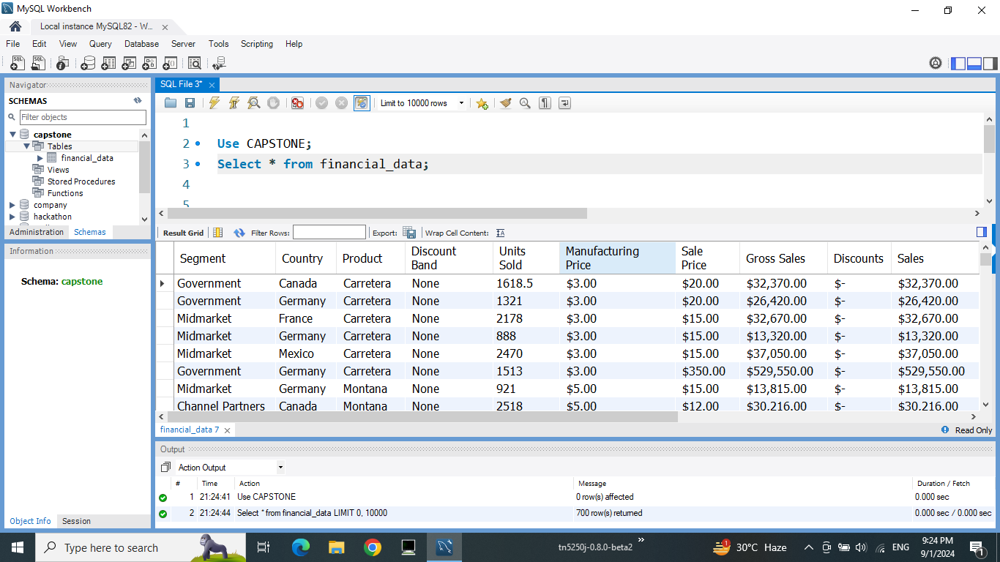 MySQL Workbench
Local instance MySQL82 - W...
File Edit View Query Database Server Tools Scripting Help
Navigator
SCHEMAS
Filter objects
capstone
Tables
financial_data
Views
Stored Procedures
Functions
company
hackathon
Administration Schemas
Information
Schema: capstone
Object Info Session
SQL File 3*
Limit to 10000 rows
1
2 Use CAPSTONE;
3 Select * from financial_data;
4
5
Result Grid Filter Rows: Export: Wrap Cell Content:
Segment Country Product Discount Band Units Sold Manufacturing Price Sale Price Gross Sales Discounts Sales
Government Canada Carretera None 1618.5 $3.00 $20.00 $32,370.00 $- $32,370.00
Government Germany Carretera None 1321 $3.00 $20.00 $26,420.00 $- $26,420.00
Midmarket France Carretera None 2178 $3.00 $15.00 $32,670.00 $- $32,670.00
Midmarket Germany Carretera None 888 $3.00 $15.00 $13,320.00 $- $13,320.00
Midmarket Mexico Carretera None 2470 $3.00 $15.00 $37,050.00 $- $37,050.00
Government Germany Carretera None 1513 $3.00 $350.00 $529,550.00 $- $529,550.00
Midmarket Germany Montana None 921 $5.00 $15.00 $13,815.00 $- $13,815.00
Channel Partners Canada Montana None 2518 $5.00 $12.00 $30,216.00 $- $30,216.00
financial_data 7
Read Only
Output
Action Output
# Time Action Message Duration / Fetch
1 21:24:41 Use CAPSTONE 0 row(s) affected 0.000 sec
2 21:24:44 Select * from financial_data LIMIT 0, 10000 700 row(s) returned 0.000 sec / 0.000 sec
Type here to search
tn5250j-0.8.0-beta2
1
30°C Haze
ENG
9:24 PM
9/1/2024
1